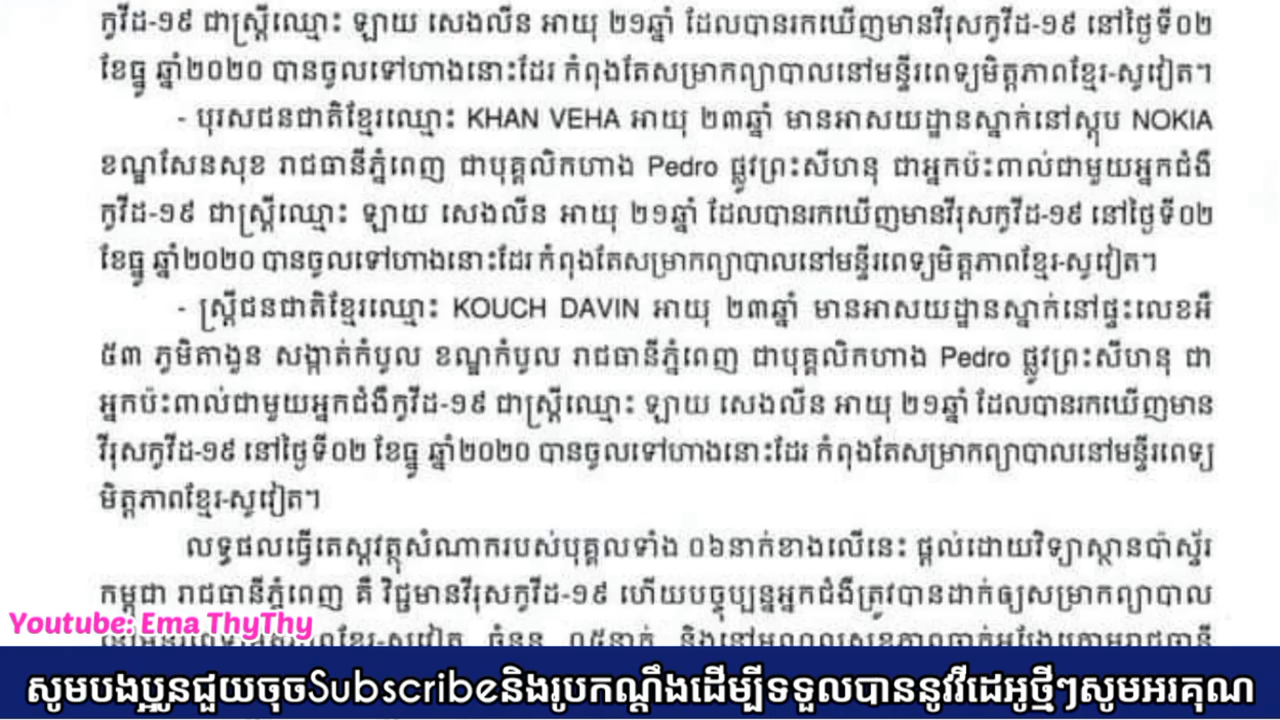 កូវីដ-១៩ ជាស្ត្រីឈ្មោះ ឡាយ សេងលីន អាយុ ២១ឆ្នាំ ដែលបានរកឃើញមានវីរុសកូវីដ-១៩ នៅថ្ងៃទី០២
ខែធ្នូ ឆ្នាំ២០២០ បានចូលទៅហាងនោះដែរ កំពុងតែសម្រាកព្យាបាលនៅមន្ទីរពេទ្យមិត្តភាពខ្មែរ-សូវៀត។
- បុរសជនជាតិខ្មែរឈ្មោះ KHAN VEHA អាយុ ២៣ឆ្នាំ មានអាសយដ្ឋានស្នាក់នៅស្តុប NOKIA
ខណ្ឌសែនសុខ រាជធានីភ្នំពេញ ជាបុគ្គលិកហាង Pedro ផ្លូវព្រះសីហនុ ជាអ្នកប៉ះពាល់ជាមួយអ្នកជំងឺ
កូវីដ-១៩ ជាស្ត្រីឈ្មោះ ឡាយ សេងលីន អាយុ ២១ឆ្នាំ ដែលបានរកឃើញមានវីរុសកូវីដ-១៩ នៅថ្ងៃទី០២
ខែធ្នូ ឆ្នាំ២០២០ បានចូលទៅហាងនោះដែរ កំពុងតែសម្រាកព្យាបាលនៅមន្ទីរពេទ្យមិត្តភាពខ្មែរ-សូវៀត។
- ស្ត្រីជនជាតិខ្មែរឈ្មោះ KOUCH DAVIN អាយុ ២៣ឆ្នាំ មានអាសយដ្ឋានស្នាក់នៅផ្ទះលេខអឺ
៥៣ ភូមិតាងួន សង្កាត់កំបូល ខណ្ឌកំបូល រាជធានីភ្នំពេញ ជាបុគ្គលិកហាង Pedro ផ្លូវព្រះសីហនុ ជា
អ្នកប៉ះពាល់ជាមួយអ្នកជំងឺកូវីដ-១៩ ជាស្ត្រីឈ្មោះ ឡាយ សេងលីន អាយុ ២១ឆ្នាំ ដែលបានរកឃើញមាន
វីរុសកូវីដ-១៩ នៅថ្ងៃទី០២ ខែធ្នូ ឆ្នាំ២០២០ បានចូលទៅហាងនោះដែរ កំពុងតែសម្រាកព្យាបាលនៅមន្ទីរពេទ្យ
មិត្តភាពខ្មែរ-សូវៀត។
លទ្ធផលធ្វើតេស្តវត្ថុសំណាករបស់បុគ្គលទាំង ០៦នាក់ខាងលើនេះ ផ្តល់ដោយវិទ្យាស្ថានប៉ាស្ទ័រ
កម្ពុជា រាជធានីភ្នំពេញ គឺ វិជ្ជមានវីរុសកូវីដ-១៩ ហើយបច្ចុប្បន្នអ្នកជំងឺត្រូវបានដាក់ឲ្យសម្រាកព្យាបាល
Youtube: Ema ThyThy
ខ្មែរ-សូវៀត ចំនួន ០៥នាក់ និងនៅមណ្ឌលសុខភាព
សូមបងប្អូនជួយចុចSubscribeនិងរូបកណ្តឹងដើម្បីទទួលបាននូវវីដេអូថ្មីៗសូមអរគុណ